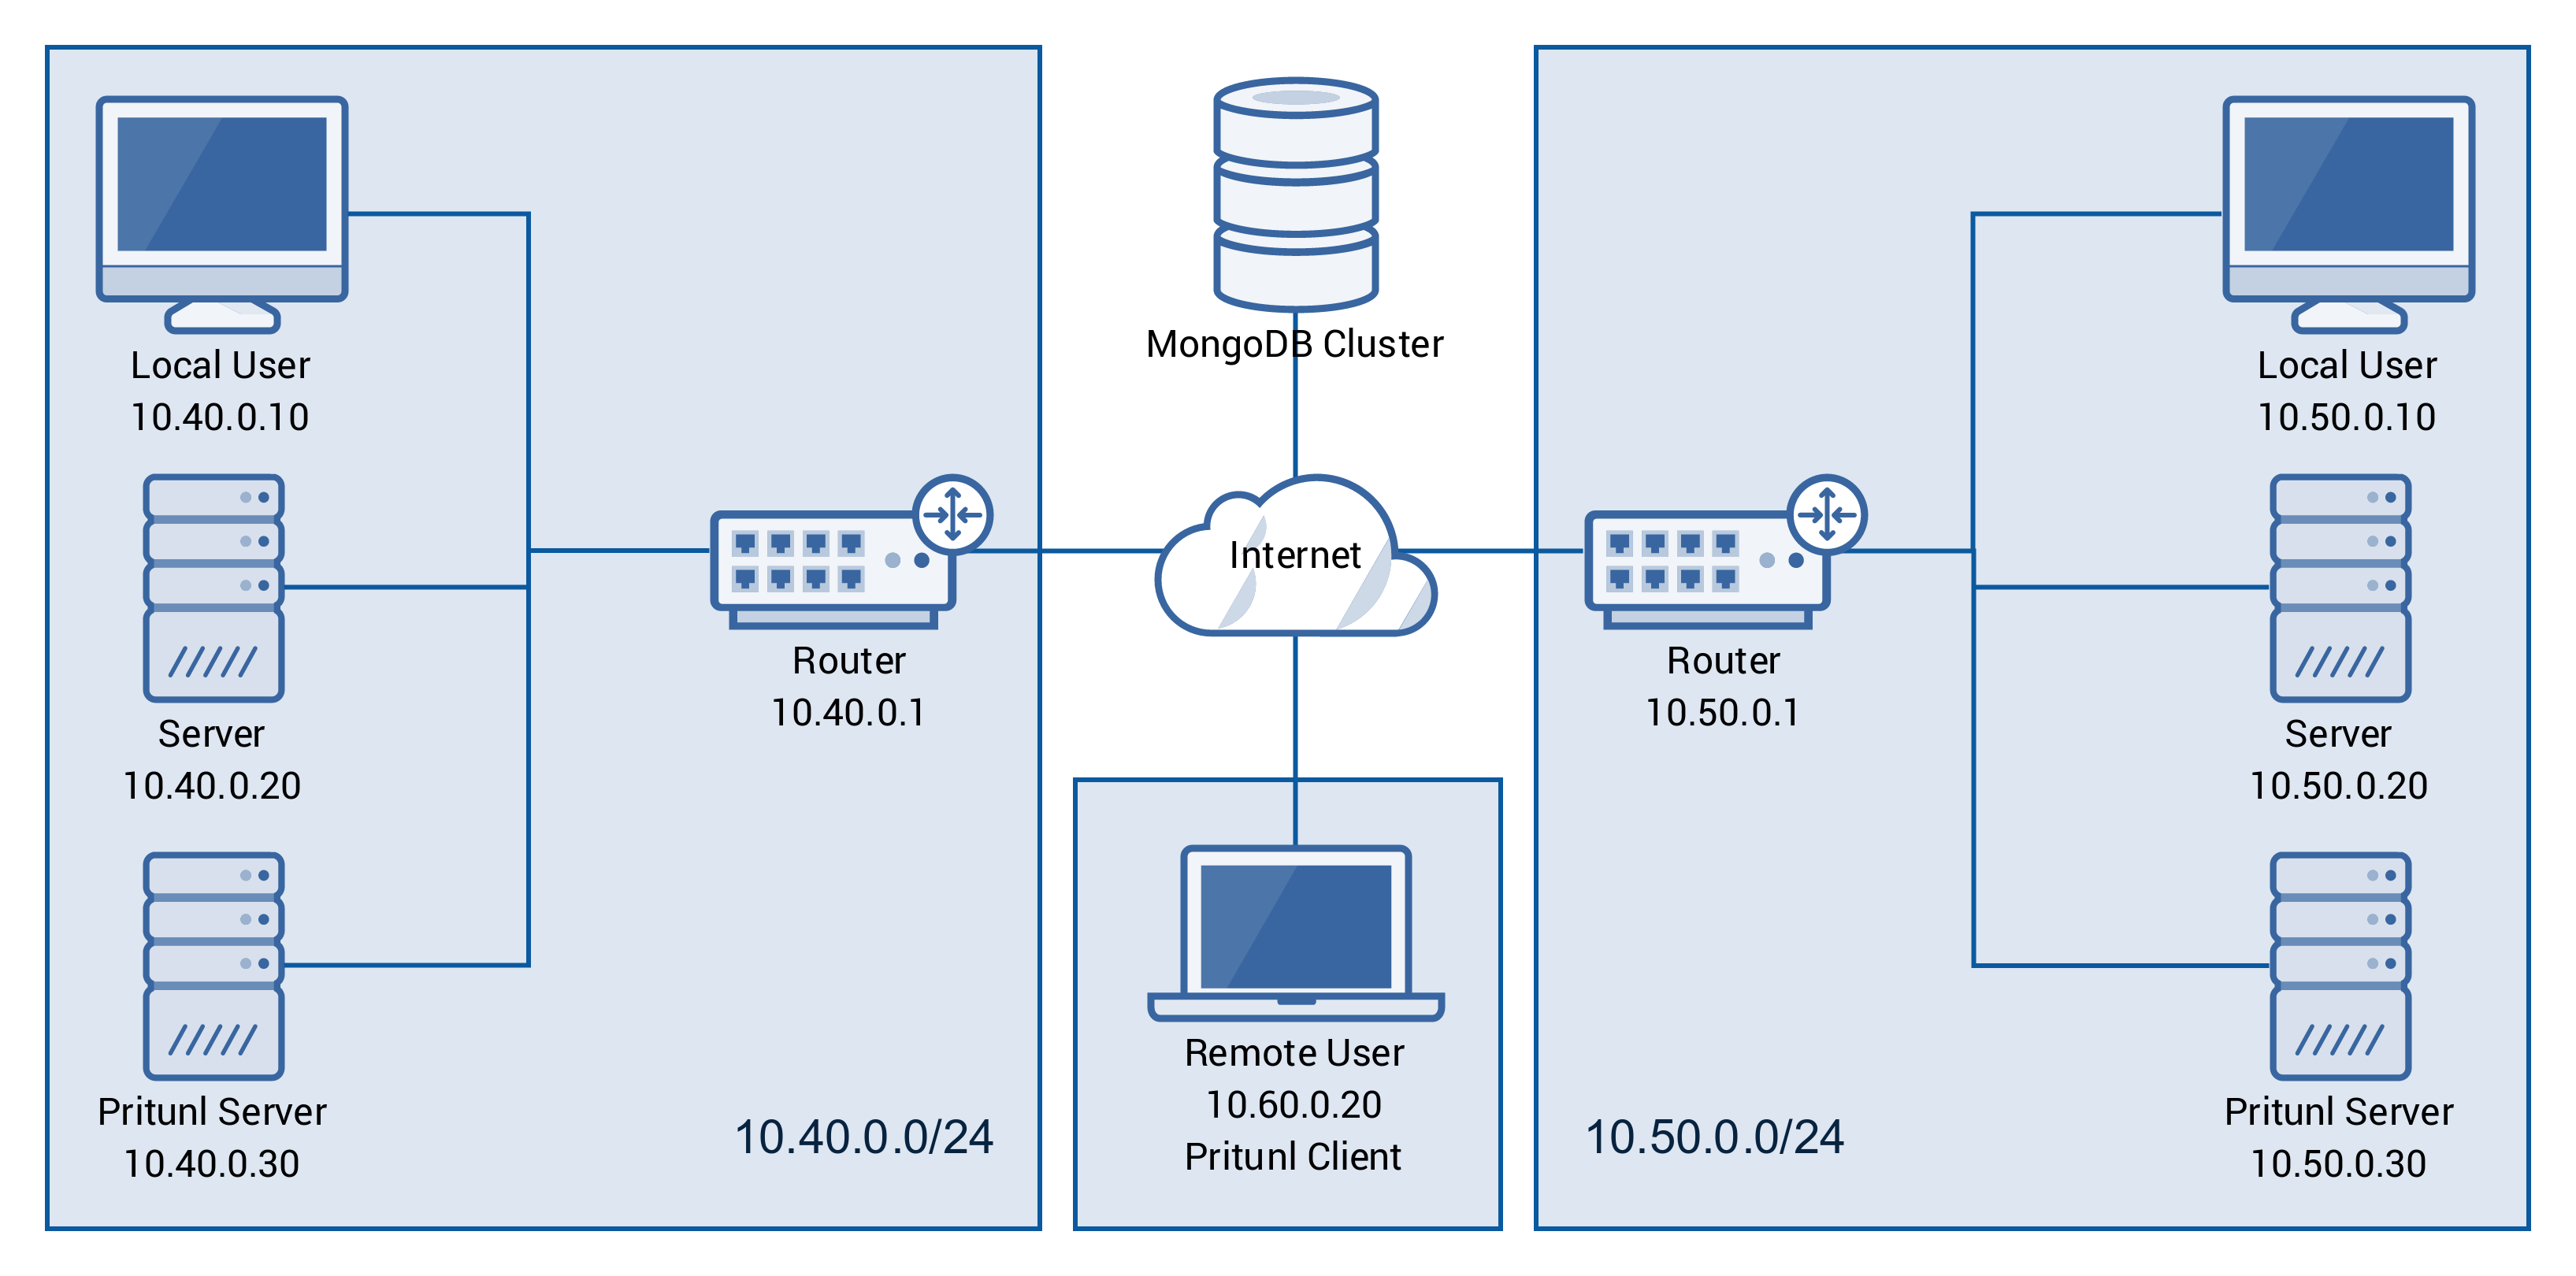 Local User
10.40.0.10
Server
10.40.0.20
Pritunl Server
10.40.0.30
Router
10.40.0.1
10.40.0.0/24
MongoDB Cluster
Internet
Remote User
10.60.0.20
Pritunl Client
Router
10.50.0.1
10.50.0.0/24
Local User
10.50.0.10
Server
10.50.0.20
Pritunl Server
10.50.0.30